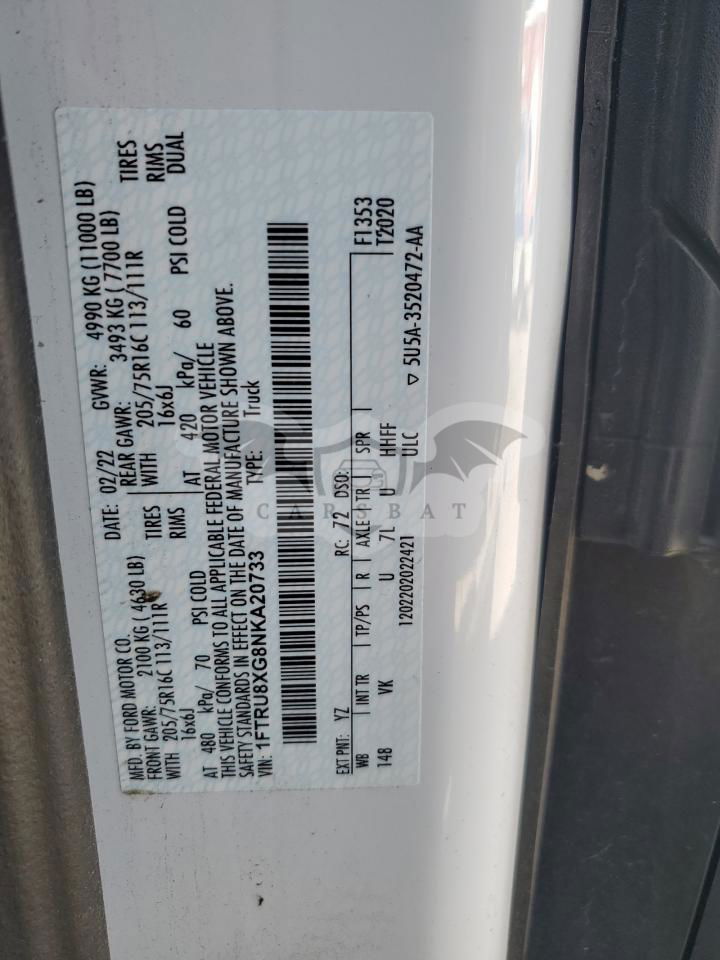 MFD. BY FORD MOTOR CO.
DATE: 02/22 GVWR: 4990 KG (11000 LB)
FRONT GAWR: 2100 KG ( 4630 LB)
REAR GAWR: 3493 KG ( 7700 LB)
WITH 205/75R16C 113/111R TIRES
WITH 205/75R16C 113/111R TIRES
16x6J RIMS
16x6J RIMS
AT 480 kPa/ 70 PSI COLD
AT 420 kPa/ 60 PSI COLD DUAL
THIS VEHICLE CONFORMS TO ALL APPLICABLE FEDERAL MOTOR VEHICLE
SAFETY STANDARDS IN EFFECT ON THE DATE OF MANUFACTURE SHOWN ABOVE.
VIN: 1FTRU8XG8NKA20733 TYPE: Truck
EXT PNT: YZ RC: 72 DSO: F1353
WB INT TR TP/PS R AXLE TR SPR T2020
148 VK U 7L U HHFF
1202202022421 ULC
▽ 5U5A-3520472-AA
CARSBAT